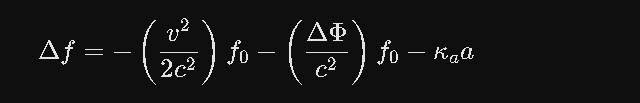 Δf = −(v²/2c²) f₀ − (ΔΦ/c²) f₀ − κₐa